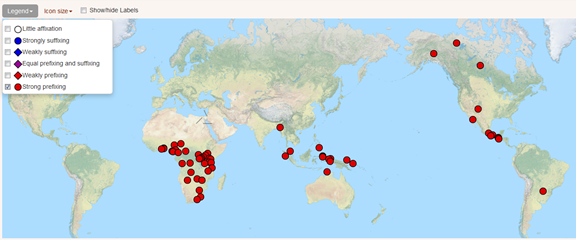 Legend Icon size Show/hide Labels
Little affixation
Strongly suffixing
Weakly suffixing
Equal prefixing and suffixing
Weakly prefixing
Strong prefixing